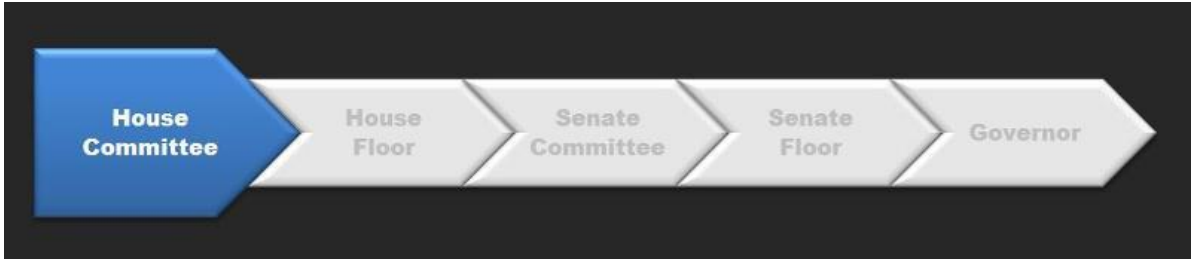 House
Committee
House
Floor
Senate
Committee
Senate
Floor
Governor